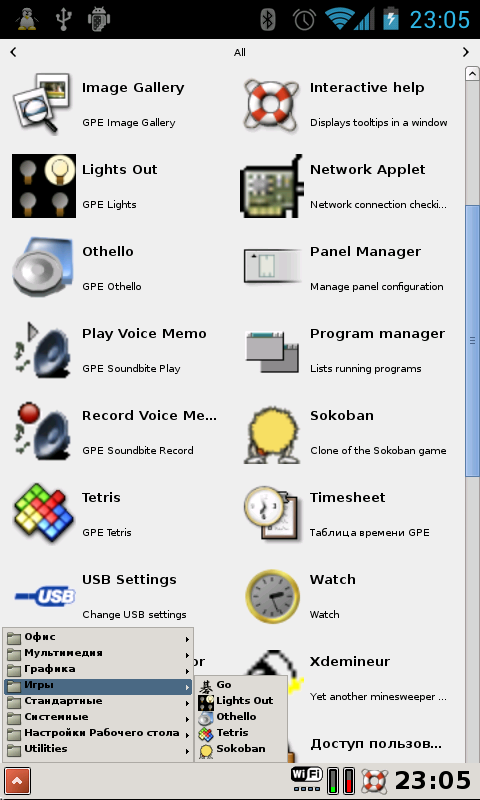 23:05
All
Image Gallery
GPE Image Gallery
Interactive help
Displays tooltips in a window
Lights Out
GPE Lights
Network Applet
Network connection checki...
Othello
GPE Othello
Panel Manager
Manage panel configuration
Play Voice Memo
GPE Soundbite Play
Program manager
Lists running programs
Record Voice Me...
GPE Soundbite Record
Sokoban
Clone of the Sokoban game
Tetris
GPE Tetris
Timesheet
Таблица времени GPE
USB
USB Settings
Change USB settings
Watch
Watch
or
Xdemineur
Yet another minesweeper ...
Доступ пользов...
Офис
Мультимедия
Графика
Игры
Стандартные
Системные
Настройки Рабочего стола
Utilities
Go
Lights Out
Othello
Tetris
Sokoban
WiFi
23:05